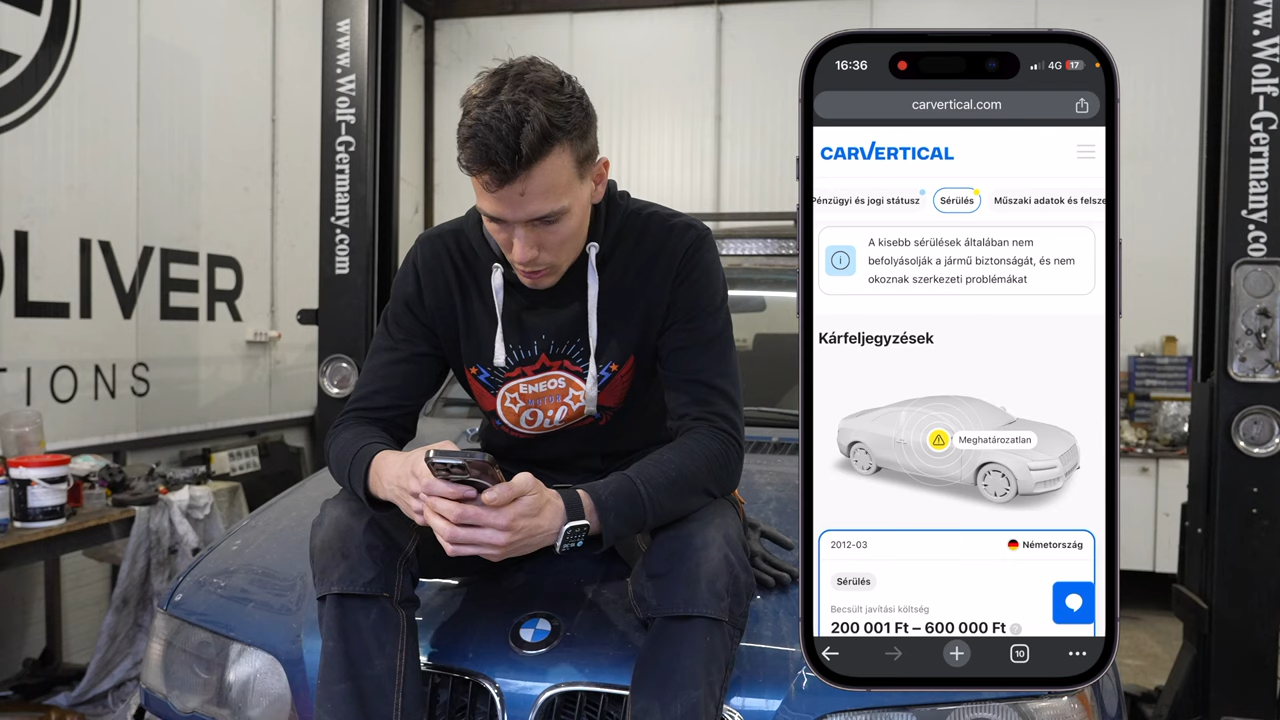 www.Wolf-Germany.com
OLIVER
TIONS
ENEOS
MOTOR
Oil
16:36
4G
17
carvertical.com
CARVERTICAL
Pénzügyi és jogi státusz
Sérülés
Műszaki adatok és felsze
A kisebb sérülések általában nem
befolyásolják a jármű biztonságát, és nem
okoznak szerkezeti problémákat
Kárfeljegyzések
Meghatározatlan
2012-03
Németország
Sérülés
Becsült javítási költség
200 001 Ft – 600 000 Ft
?
10
www.Wolf-Germany.co